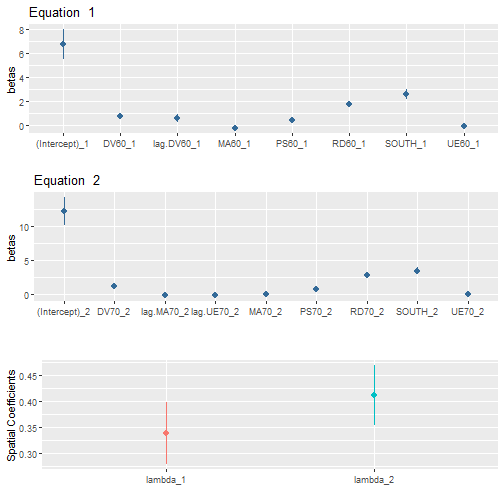 Equation 1
8
6
4
2
0
betas
(Intercept)_1 DV60_1 lag.DV60_1 MA60_1 PS60_1 RD60_1 SOUTH_1 UE60_1
Equation 2
10
5
0
betas
(Intercept)_2 DV70_2 lag.MA70_2 lag.UE70_2 MA70_2 PS70_2 RD70_2 SOUTH_2 UE70_2
0.45
0.40
0.35
0.30
Spatial Coefficients
lambda_1 lambda_2